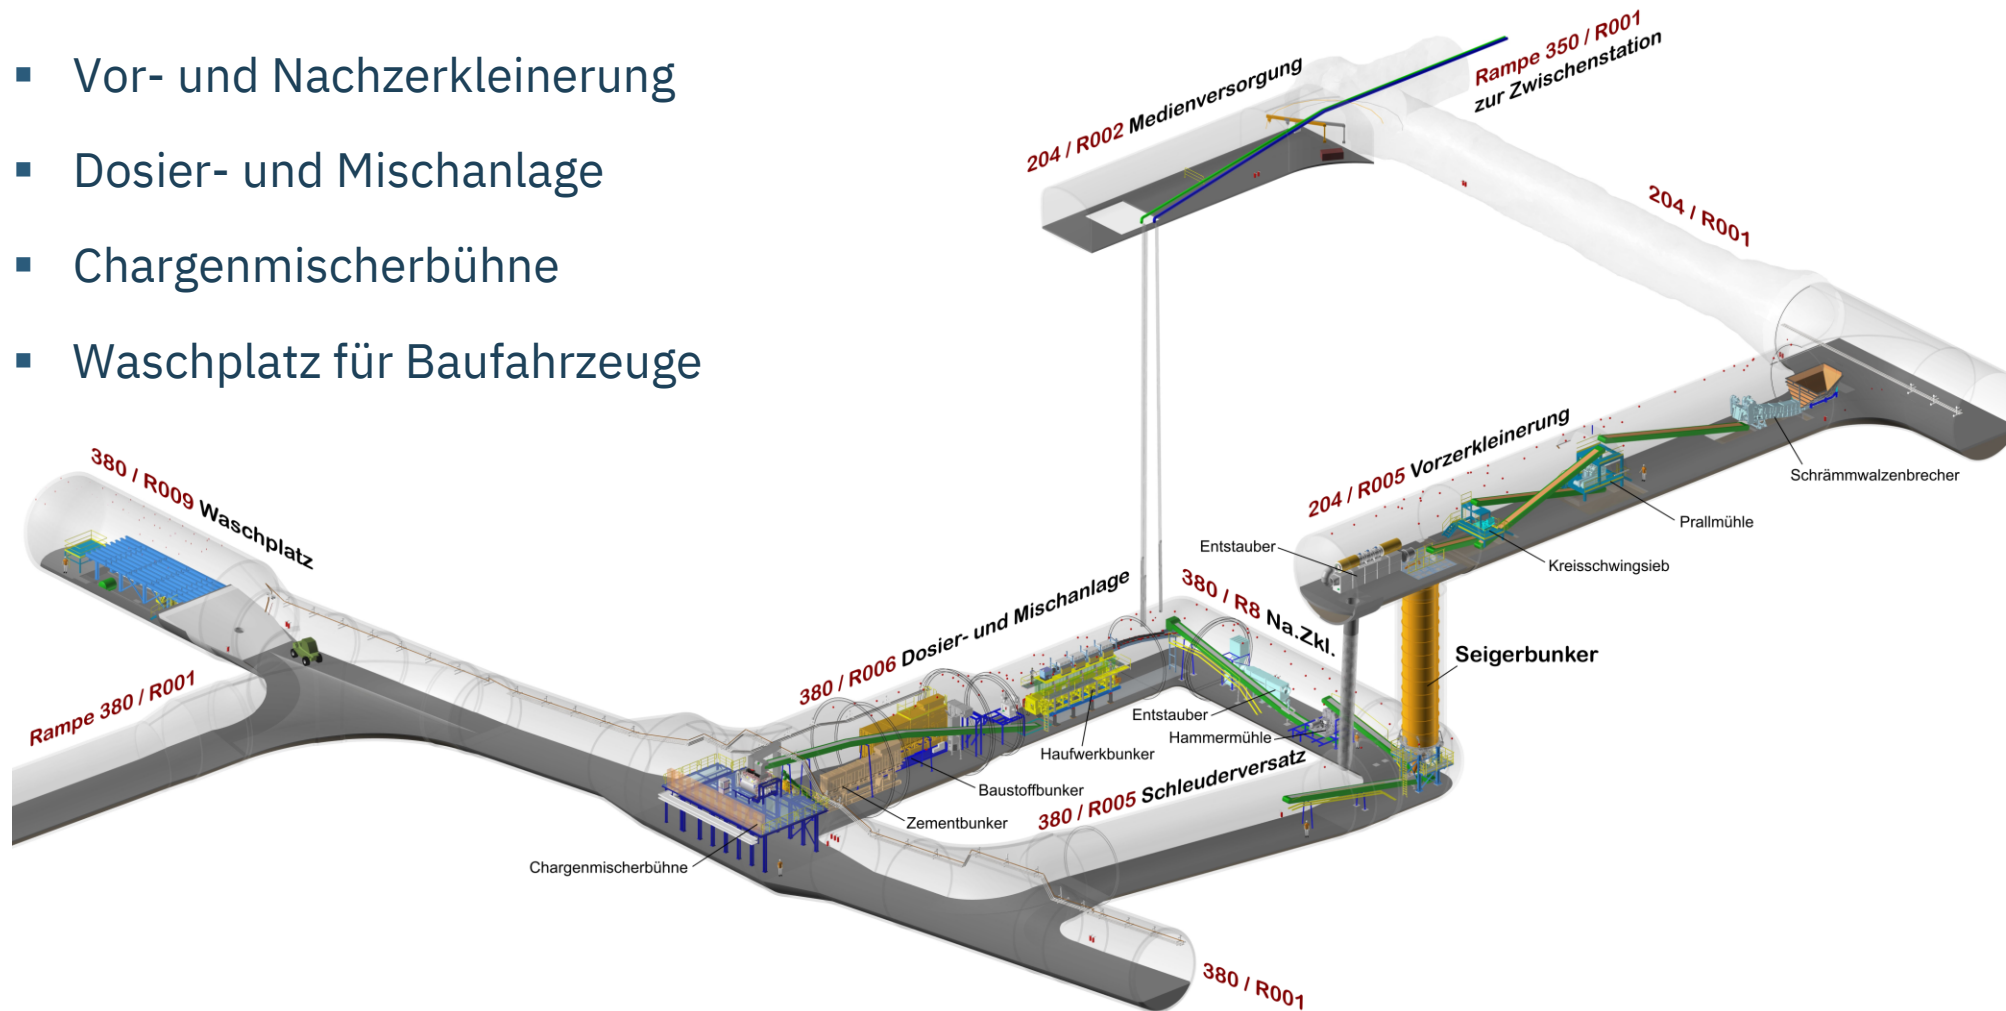 ▪ Vor- und Nachzerkleinerung
▪ Dosier- und Mischanlage
▪ Chargenmischerbühne
▪ Waschplatz für Baufahrzeuge
204 / R002 Medienversorgung
Rampe 350 / R001
zur Zwischenstation
204 / R001
204 / R005 Vorzerkleinerung
Schrämmwalzenbrecher
Prallmühle
Kreisschwingsieb
Entstauber
Seigerbunker
380 / R009 Waschplatz
Rampe 380 / R001
380 / R006 Dosier- und Mischanlage
380 / R8 Na.Zkl.
Entstauber
Hammermühle
Haufwerkbunker
Baustoffbunker
Zementbunker
380 / R005 Schleuderversatz
Chargenmischerbühne
380 / R001